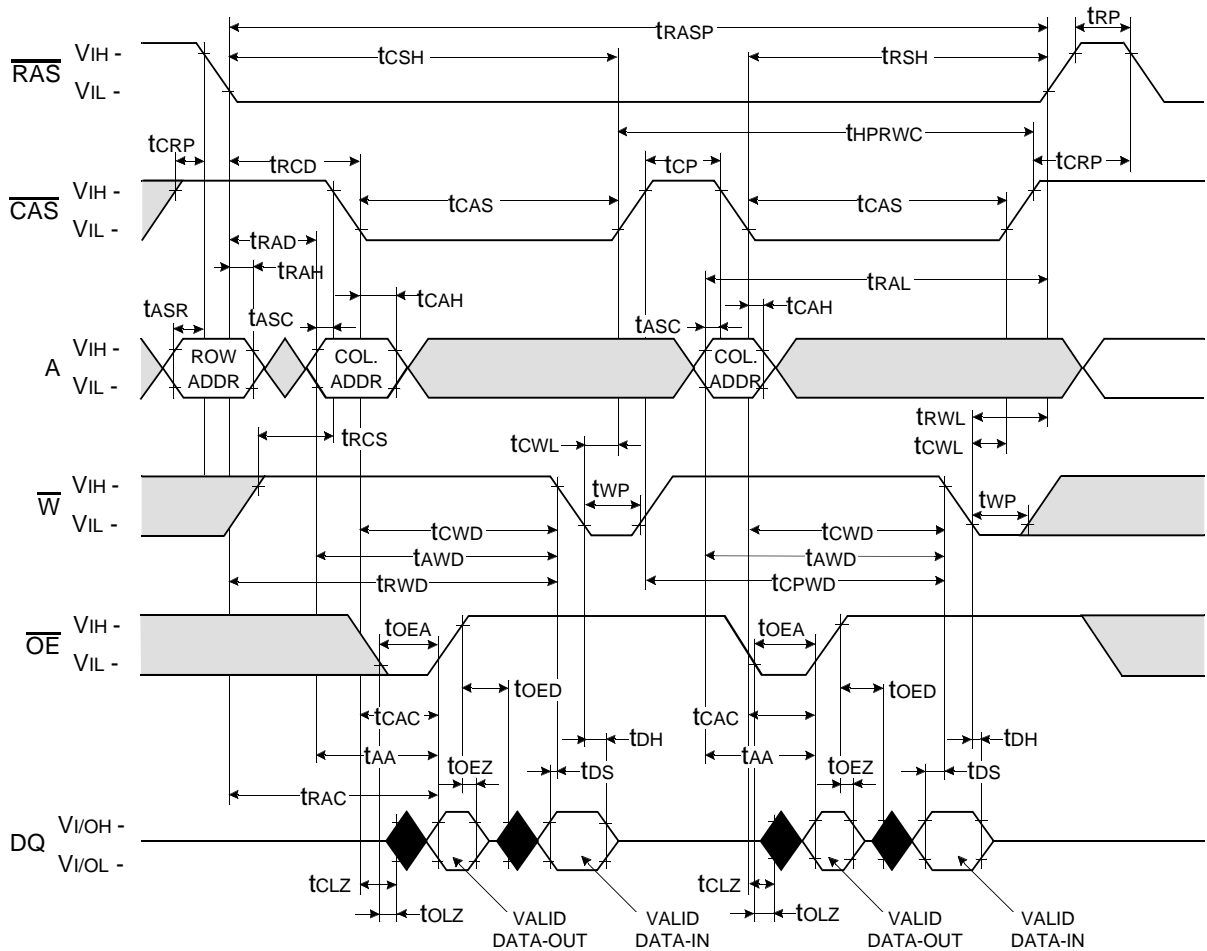 tRASP
tRP
tCSH
tRSH
RAS
VIH -
VIL -
tHPRWC
tCRP
tRCD
tCP
tCRP
CAS
VIH -
VIL -
tCAS
tCAS
tRAD
tRAH
tRAL
tASR
tASC
tCAH
tASC
tCAH
A
VIH -
VIL -
ROW
ADDR
COL.
ADDR
COL.
ADDR
tRWL
tRCS
tCWL
tCWL
W
VIH -
VIL -
tWP
tWP
tCWD
tCWD
tAWD
tAWD
tRWD
tCPWD
OE
VIH -
VIL -
tOEA
tOEA
tOED
tOED
tCAC
tCAC
tDH
tDH
tAA
tAA
tOEZ
tDS
tOEZ
tDS
tRAC
DQ
VI/OH -
VI/OL -
tCLZ
tCLZ
tOLZ
tOLZ
VALID
DATA-OUT
VALID
DATA-IN
VALID
DATA-OUT
VALID
DATA-IN